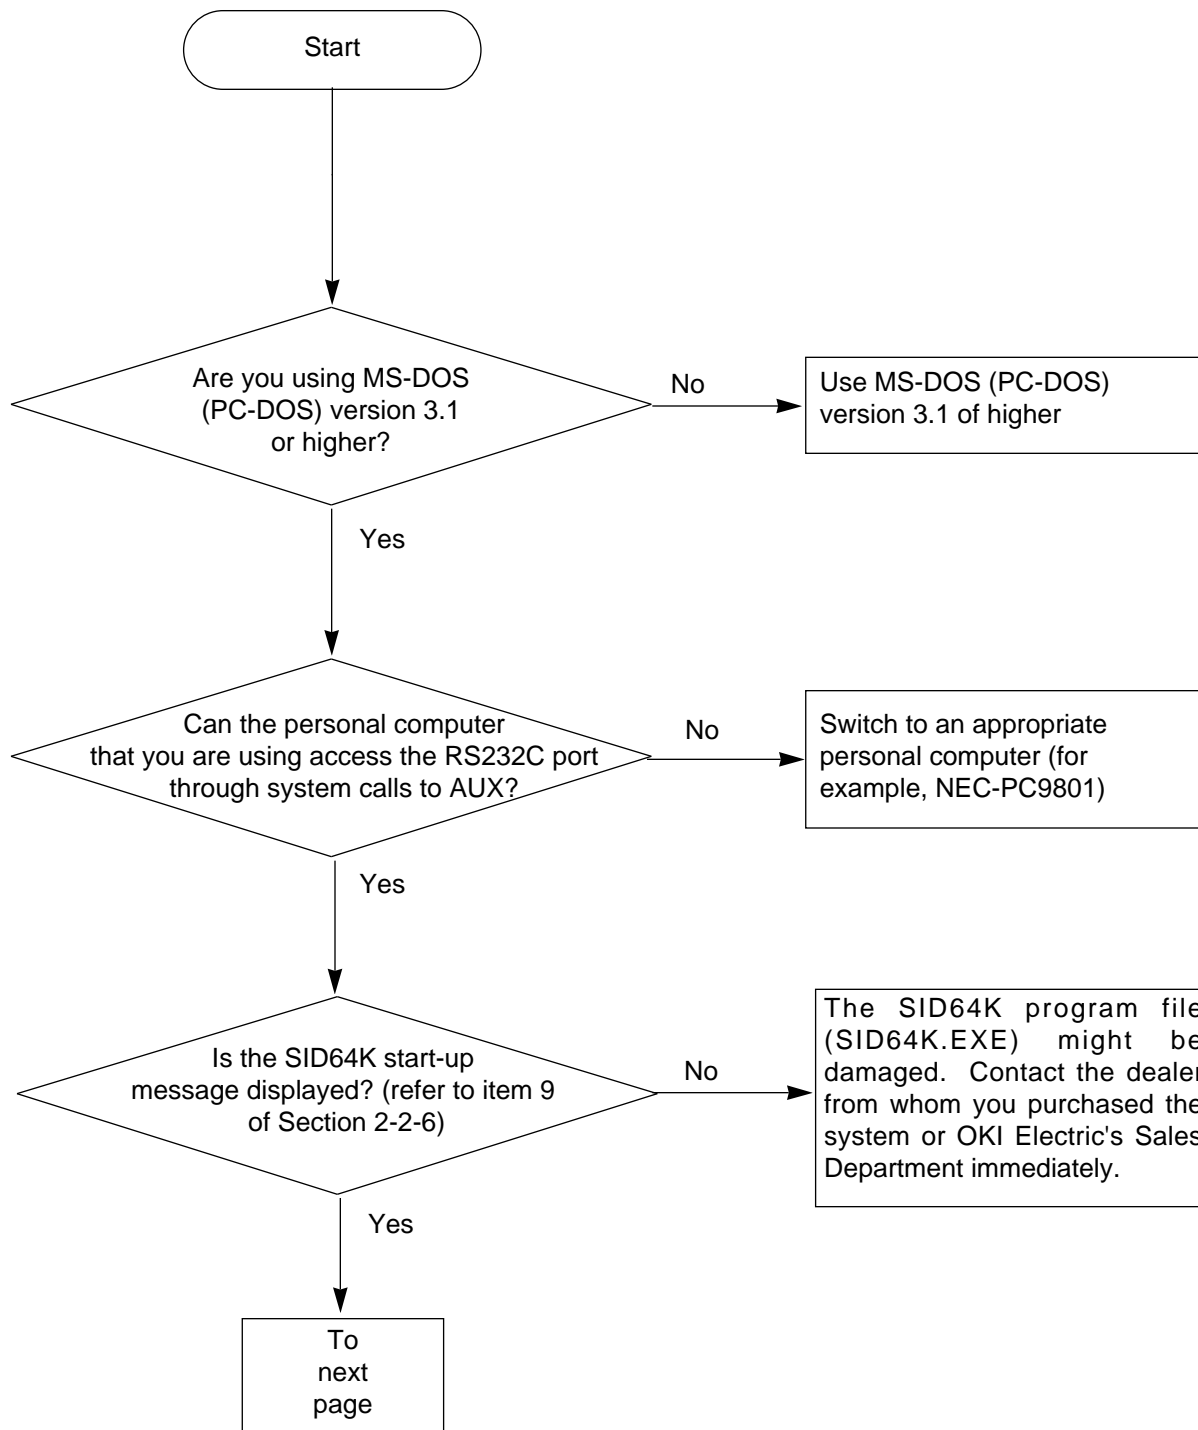 Start
Are you using MS-DOS
(PC-DOS) version 3.1
or higher?
No
Use MS-DOS (PC-DOS)
version 3.1 of higher
Yes
Can the personal computer
that you are using access the RS232C port
through system calls to AUX?
No
Switch to an appropriate
personal computer (for
example, NEC-PC9801)
Yes
Is the SID64K start-up
message displayed? (refer to item 9
of Section 2-2-6)
No
The SID64K program file
(SID64K.EXE) might be
damaged. Contact the dealer
from whom you purchased the
system or OKI Electric's Sales
Department immediately.
Yes
To
next
page